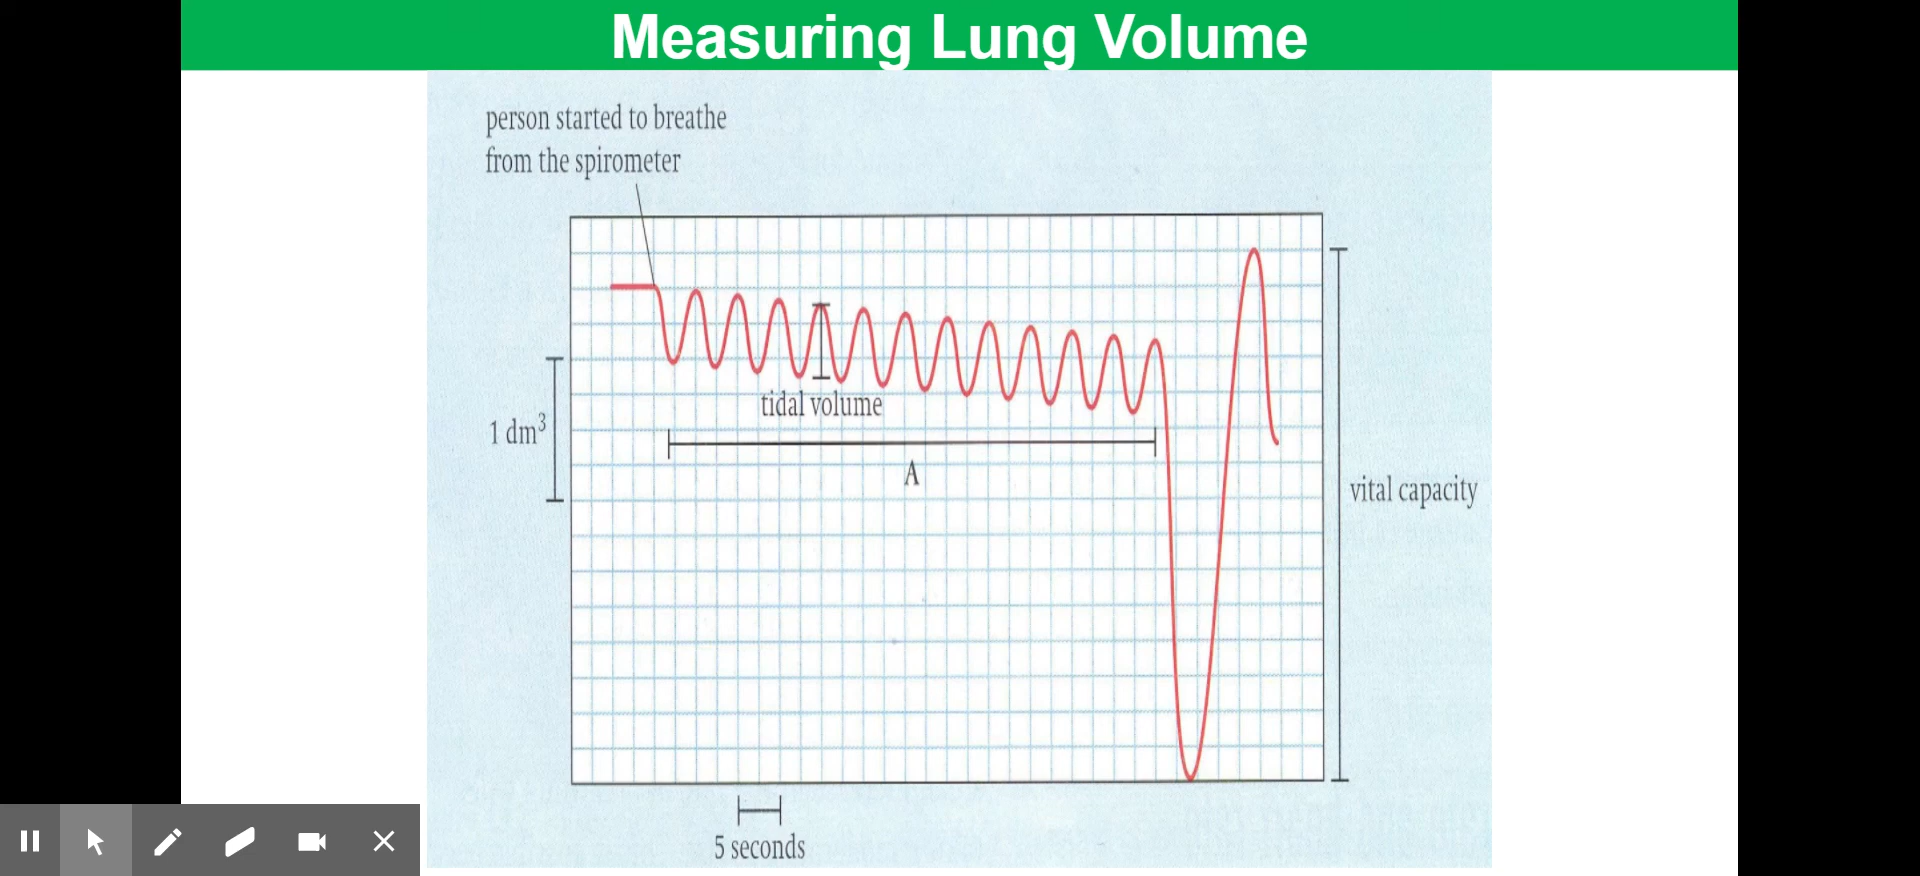 Measuring Lung Volume
person started to breathe
from the spirometer
tidal volume
1 dm³
A
vital capacity
5 seconds